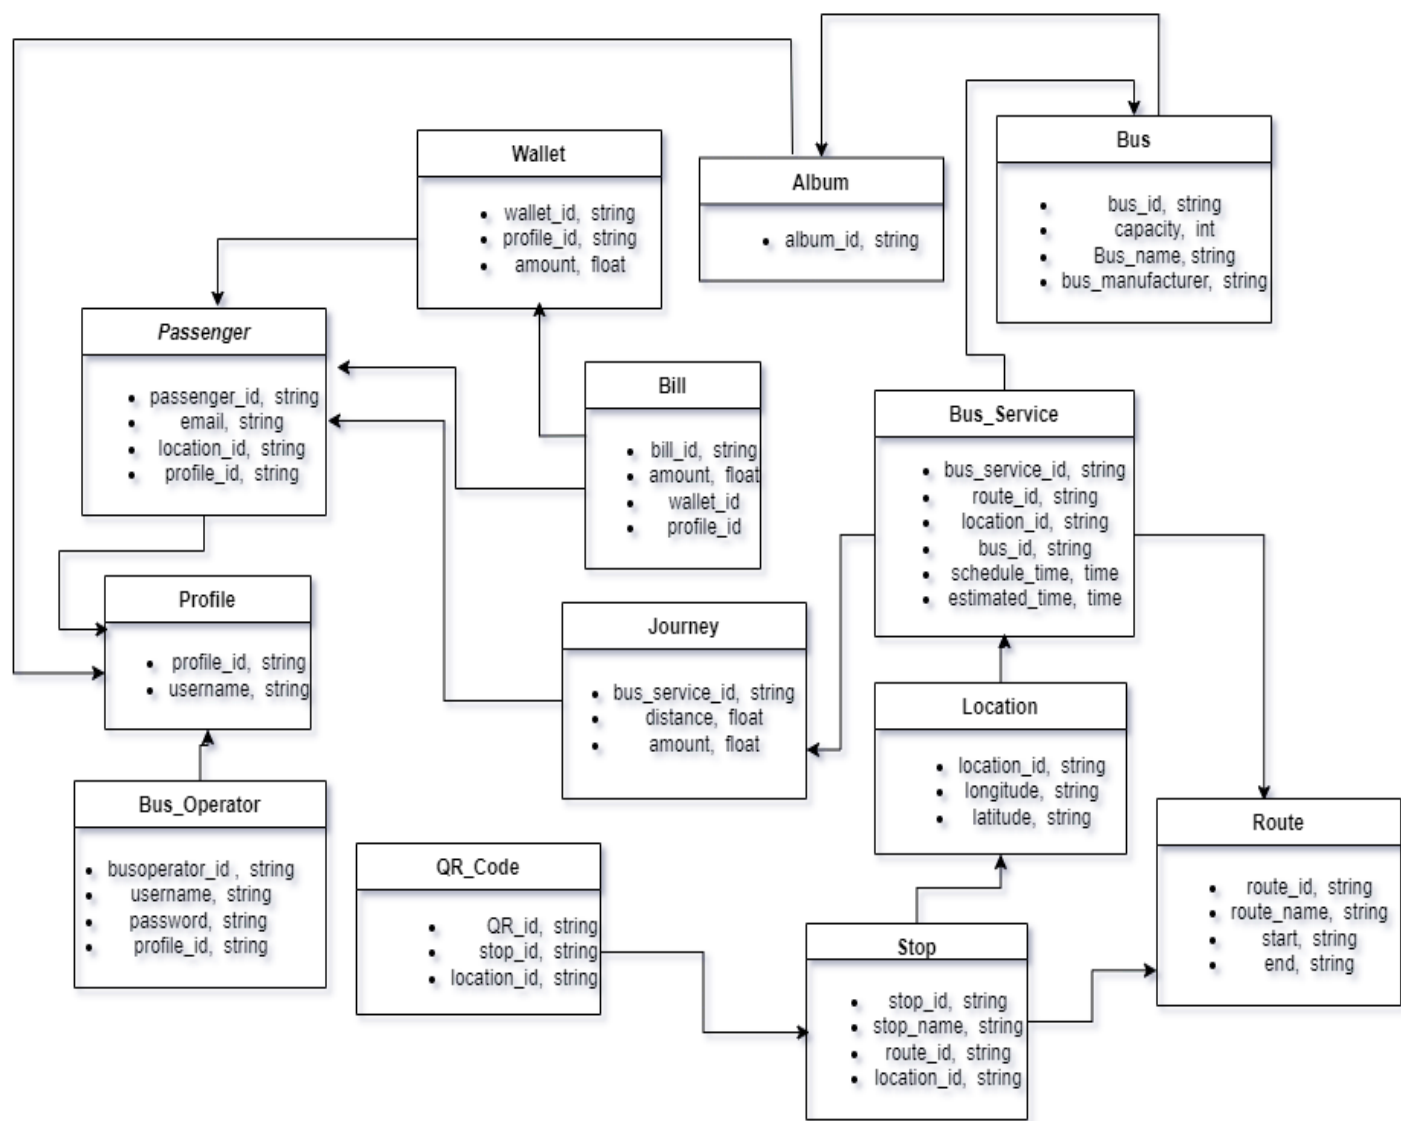 Wallet
wallet_id, string
profile_id, string
amount, float
Album
album_id, string
Bus
bus_id, string
capacity, int
Bus_name, string
bus_manufacturer, string
Passenger
passenger_id, string
email, string
location_id, string
profile_id, string
Bill
bill_id, string
amount, float
wallet_id
profile_id
Bus_Service
bus_service_id, string
route_id, string
location_id, string
bus_id, string
schedule_time, time
estimated_time, time
Profile
profile_id, string
username, string
Journey
bus_service_id, string
distance, float
amount, float
Location
location_id, string
longitude, string
latitude, string
Bus_Operator
busoperator_id , string
username, string
password, string
profile_id, string
QR_Code
QR_id, string
stop_id, string
location_id, string
Stop
stop_id, string
stop_name, string
route_id, string
location_id, string
Route
route_id, string
route_name, string
start, string
end, string